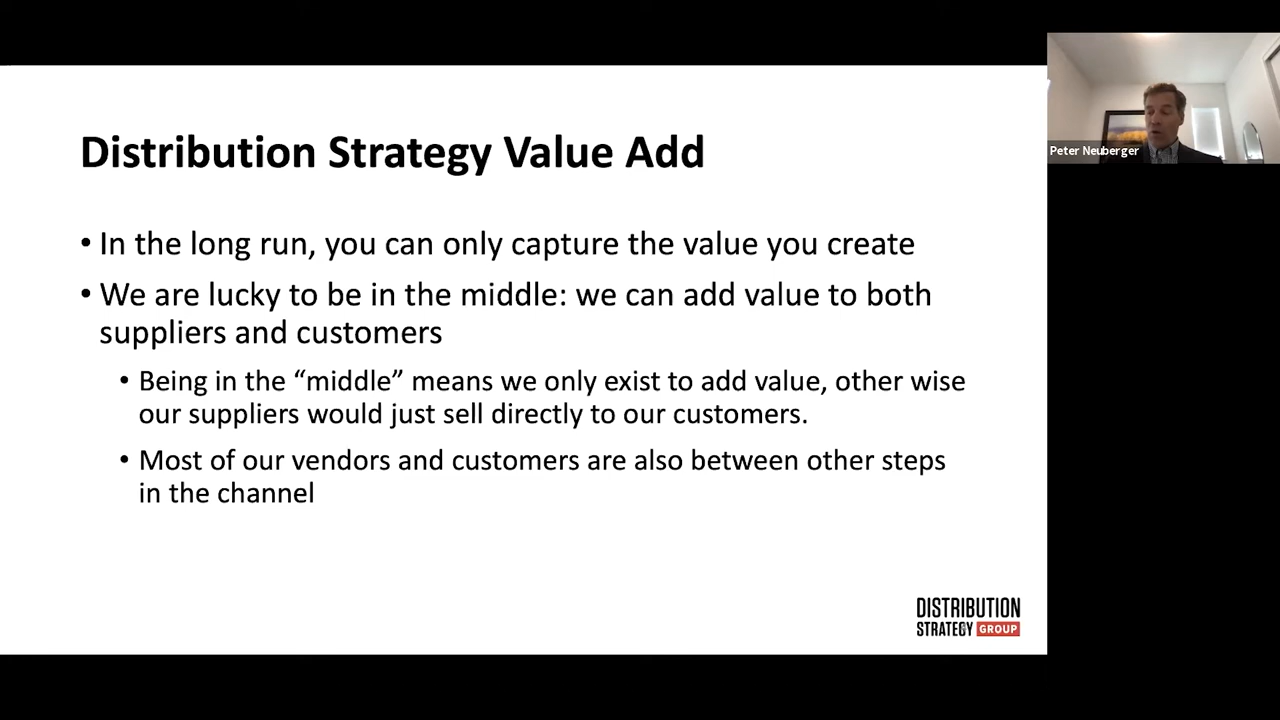 Distribution Strategy Value Add
• In the long run, you can only capture the value you create
• We are lucky to be in the middle: we can add value to both
suppliers and customers
• Being in the “middle” means we only exist to add value, other wise
our suppliers would just sell directly to our customers.
• Most of our vendors and customers are also between other steps
in the channel
DISTRIBUTION
STRATEGY GROUP
Peter Neuberger